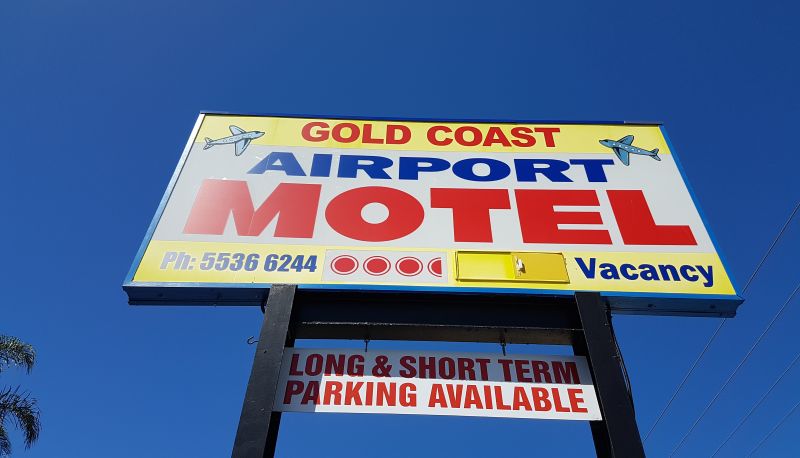 GOLD COAST
AIRPORT
MOTEL
Ph: 5536 6244 Vacancy
LONG & SHORT TERM
PARKING AVAILABLE